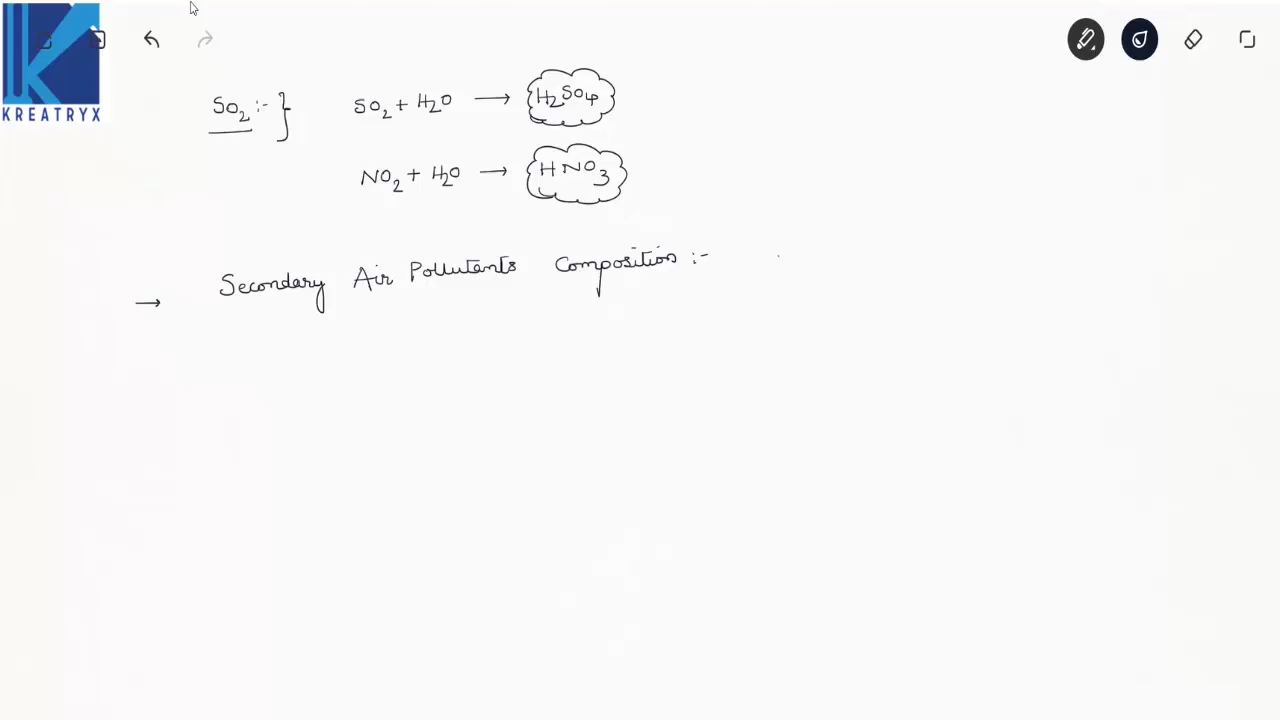 KREATRYX
SO2 :- } SO2 + H2O → H2SO4
NO2 + H2O → HNO3
→ Secondary Air Pollutants Composition :-